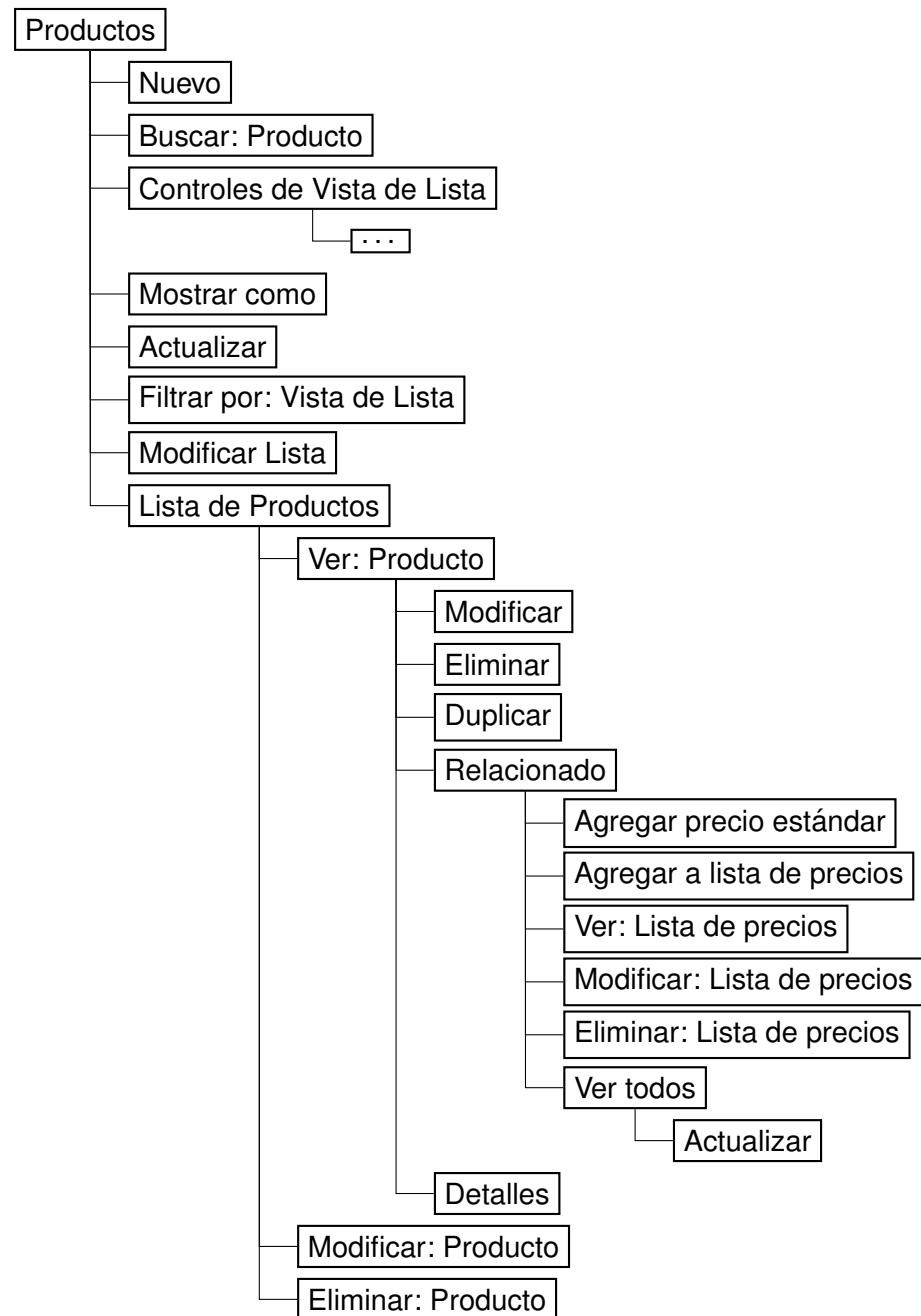 Productos
Nuevo
Buscar: Producto
Controles de Vista de Lista
. . .
Mostrar como
Actualizar
Filtrar por: Vista de Lista
Modificar Lista
Lista de Productos
Ver: Producto
Modificar
Eliminar
Duplicar
Relacionado
Agregar precio estándar
Agregar a lista de precios
Ver: Lista de precios
Modificar: Lista de precios
Eliminar: Lista de precios
Ver todos
Actualizar
Detalles
Modificar: Producto
Eliminar: Producto